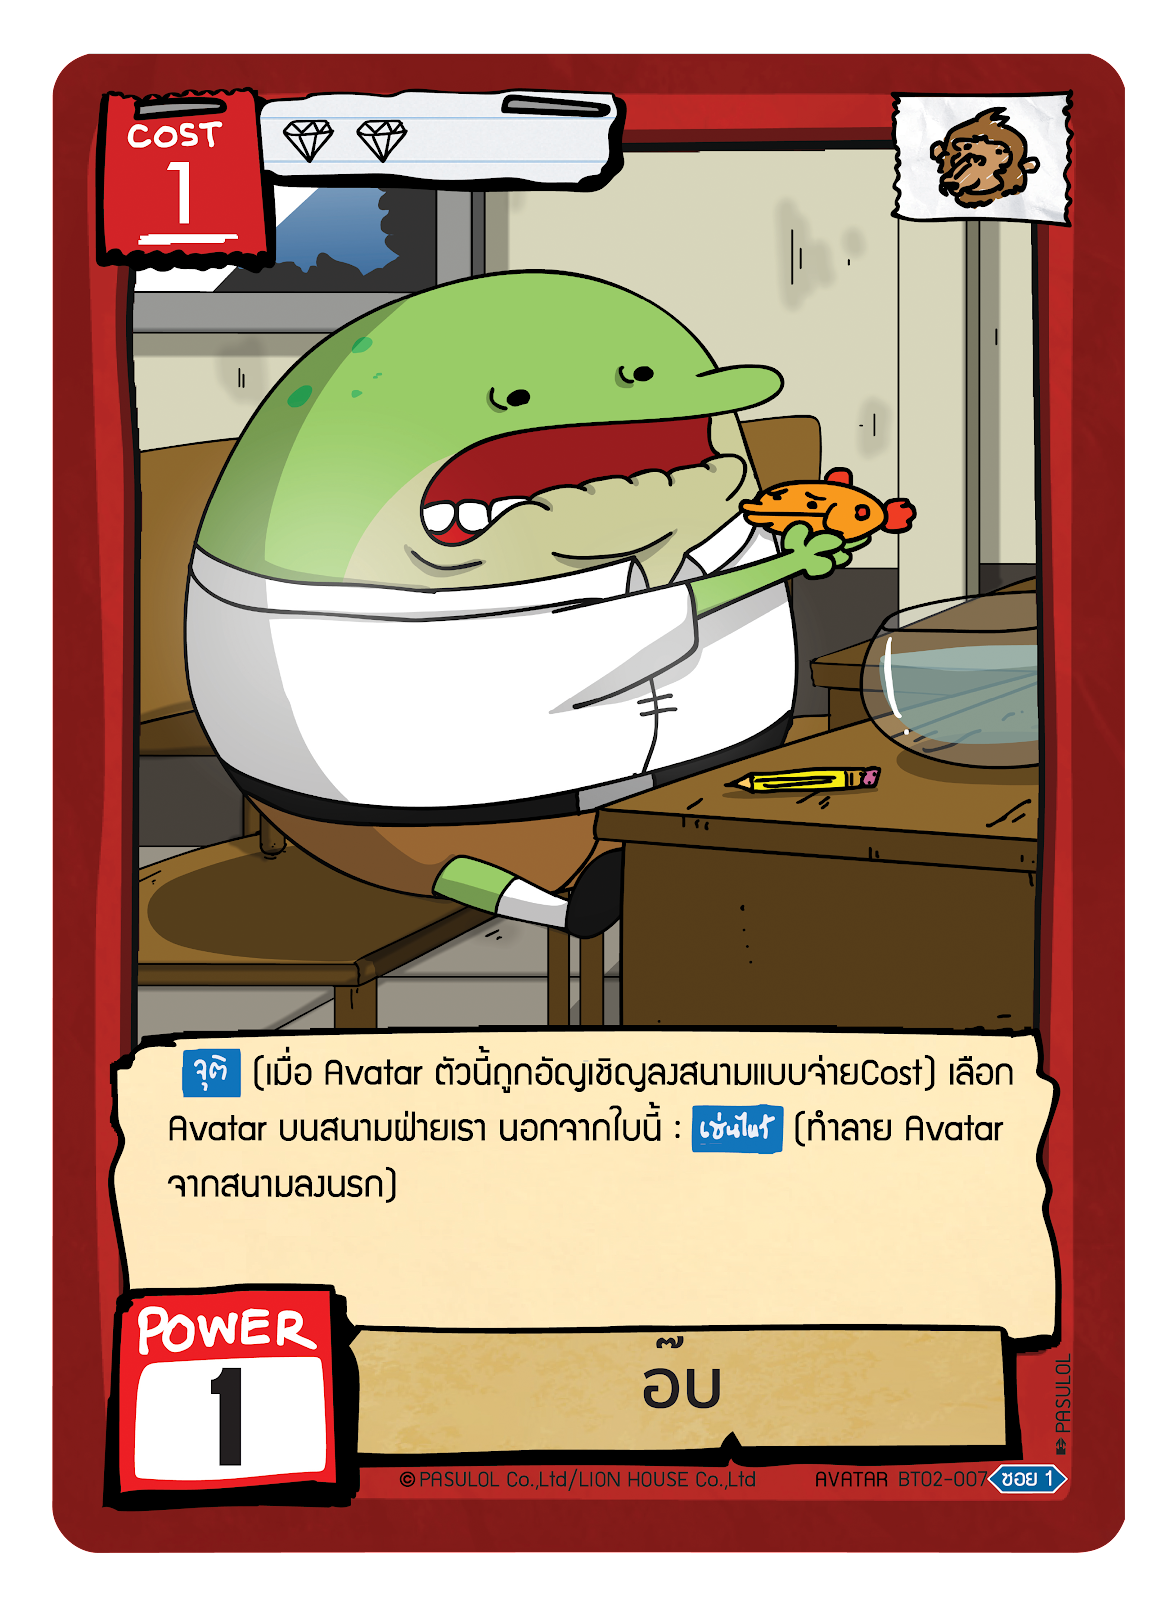 COST
1
จุติ (เมื่อ Avatar ตัวนี้ถูกอัญเชิญลงสนามแบบจ่ายCost) เลือก
Avatar บนสนามฝ่ายเรา นอกจากใบนี้ : เซ่นไหว้ (ทำลาย Avatar
จากสนามลงนรก)
POWER
1
อ๊บ
PASULOL
© PASULOL Co.,Ltd/LION HOUSE Co.,Ltd
AVATAR BT02-007 ซอย 1